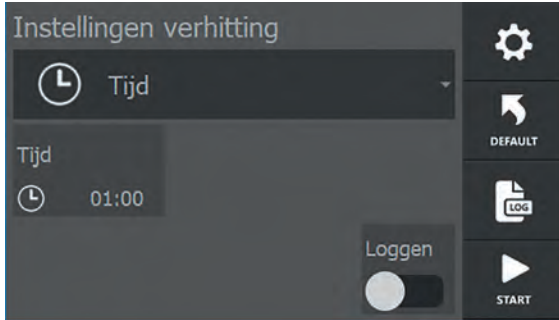 Instellingen verhitting
Tijd
DEFAULT
Tijd
01:00
LOG
Loggen
START